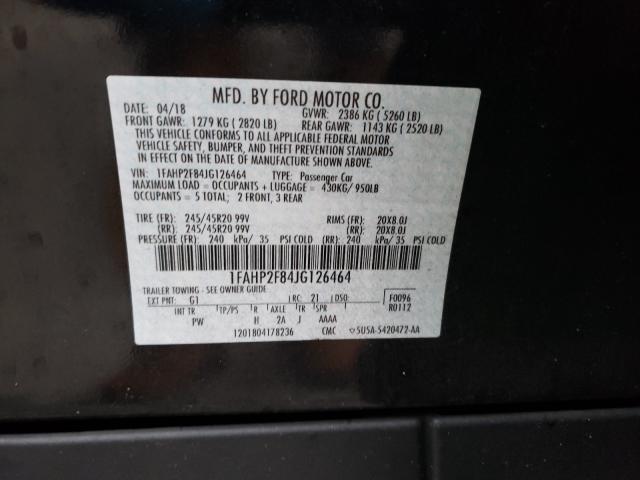 MFD. BY FORD MOTOR CO.
DATE: 04/18 GVWR: 2386 KG ( 5260 LB)
FRONT GAWR: 1279 KG ( 2820 LB) REAR GAWR: 1143 KG ( 2520 LB)
THIS VEHICLE CONFORMS TO ALL APPLICABLE FEDERAL MOTOR
VEHICLE SAFETY, BUMPER, AND THEFT PREVENTION STANDARDS
IN EFFECT ON THE DATE OF MANUFACTURE SHOWN ABOVE.
VIN: 1FAHP2F84JG126464 TYPE: Passenger Car
MAXIMUM LOAD = OCCUPANTS + LUGGAGE = 430KG/ 950LB
OCCUPANTS = 5 TOTAL; 2 FRONT, 3 REAR
TIRE (FR): 245/45R20 99V RIMS (FR): 20X8.0J
(RR): 245/45R20 99V (RR): 20X8.0J
PRESSURE (FR): 240 kPa/ 35 PSI COLD (RR): 240 kPa/ 35 PSI COLD
1FAHP2F84JG126464
TRAILER TOWING - SEE OWNER GUIDE
EXT PNT: G1 RC: 21 DSO: F0096
INT TR TP/PS R AXLE TR SPR R0112
PW H 2A J AAAA
1201804178236 CMC 5U5A-5420472-AA